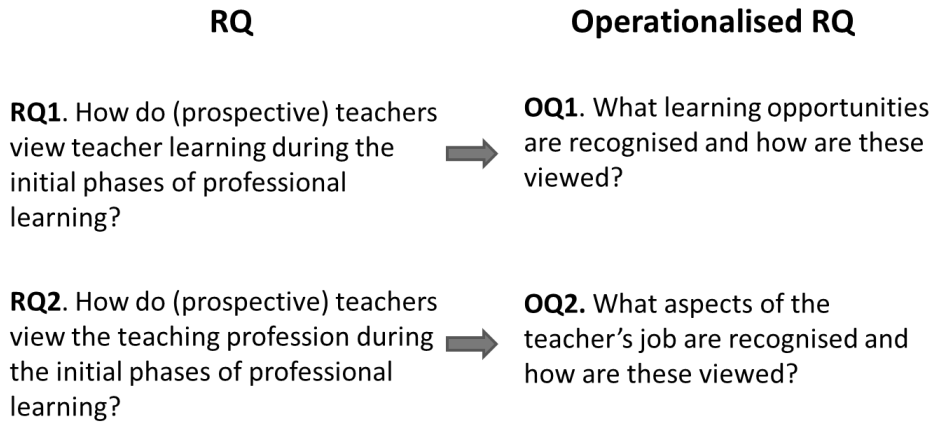 RQ
Operationalised RQ
RQ1. How do (prospective) teachers
view teacher learning during the
initial phases of professional
learning?
OQ1. What learning opportunities
are recognised and how are these
viewed?
RQ2. How do (prospective) teachers
view the teaching profession during
the initial phases of professional
learning?
OQ2. What aspects of the
teacher’s job are recognised and
how are these viewed?